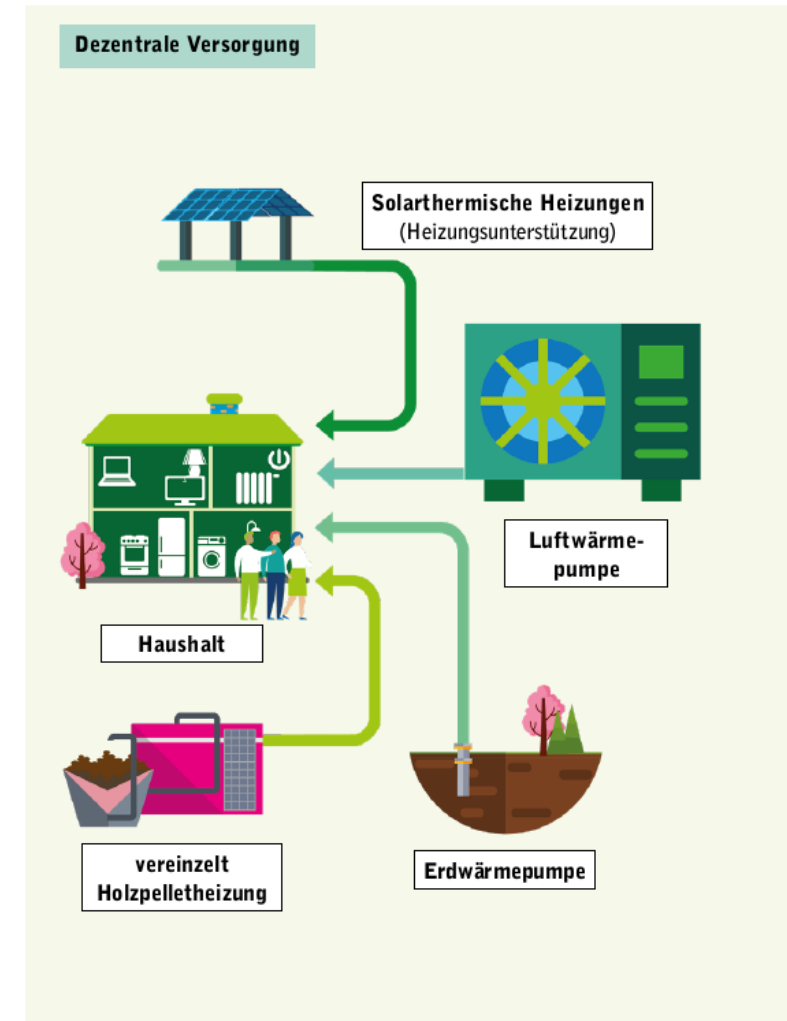 Dezentrale Versorgung
Solarthermische Heizungen
(Heizungsunterstützung)
Luftwärme-
pumpe
Haushalt
vereinzelt
Holzpelletheizung
Erdwärmepumpe